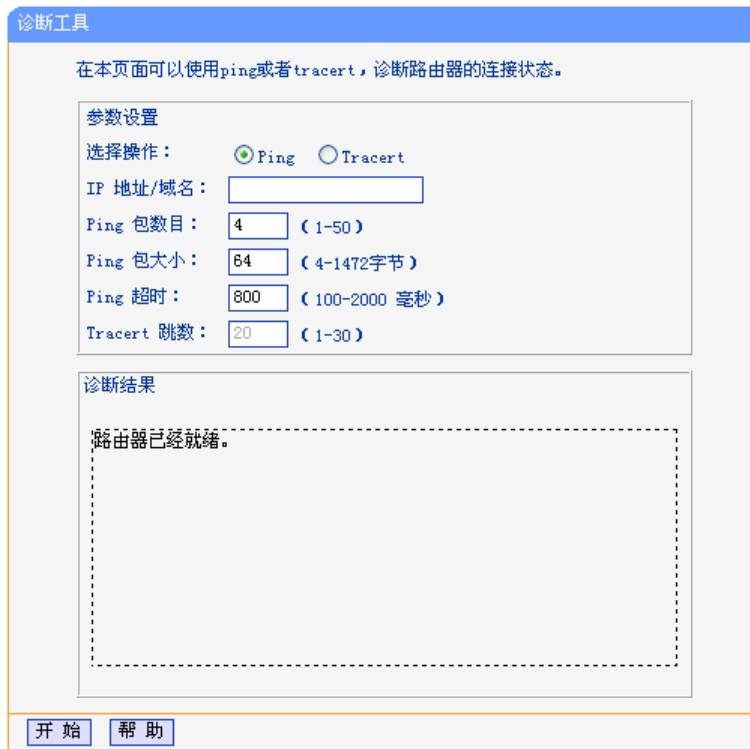 诊断工具
在本页面可以使用ping或者tracert，诊断路由器的连接状态。
参数设置
选择操作： Ping Tracert
IP 地址/域名：
Ping 包数目： 4 （1-50）
Ping 包大小： 64 （4-1472字节）
Ping 超时： 800 （100-2000 毫秒）
Tracert 跳数： 20 （1-30）
诊断结果
路由器已经就绪。
开 始 帮 助